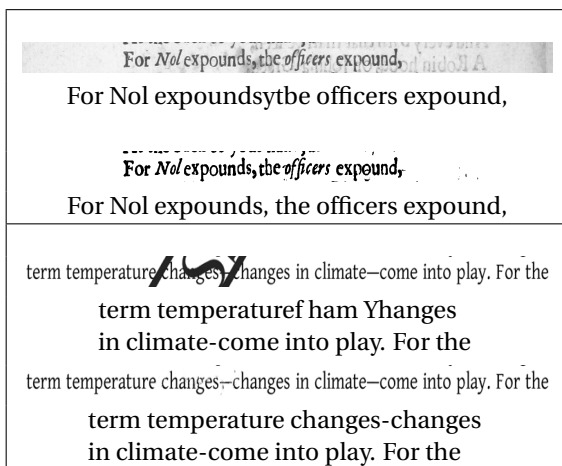 For Nol expounds, the officers expound,
For Nol expoundsytbe officers expound,
For Nol expounds, the officers expound,
For Nol expounds, the officers expound,
term temperature changes—changes in climate—come into play. For the
term temperaturef ham Yhanges
in climate-come into play. For the
term temperature changes—changes in climate—come into play. For the
term temperature changes-changes
in climate-come into play. For the